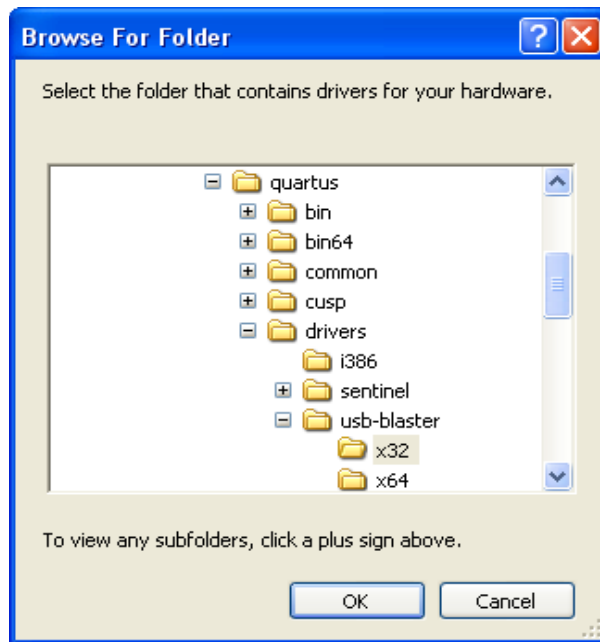 Browse For Folder
Select the folder that contains drivers for your hardware.
quartus
bin
bin64
common
cusp
drivers
i386
sentinel
usb-blaster
x32
x64
To view any subfolders, click a plus sign above.
OK Cancel